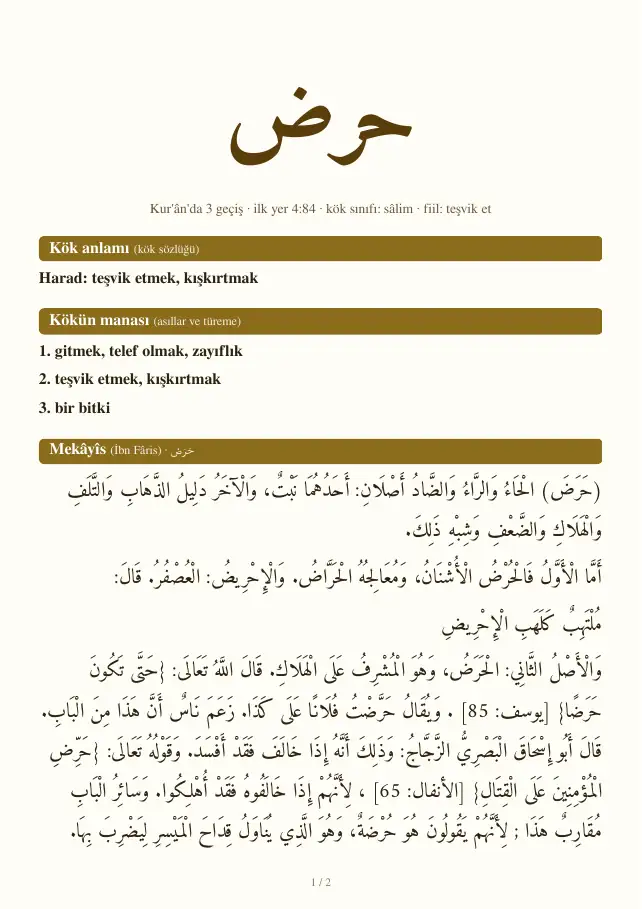 حرض
Kur'ân'da 3 geçiş · ilk yer 4:84 · kök sınıfı: sâlim · fiil: teşvik et
Kök anlamı (kök sözlüğü)
Harad: teşvik etmek, kışkırtmak
Kökün manası (asıllar ve türeme)
1. gitmek, telef olmak, zayıflık
2. teşvik etmek, kışkırtmak
3. bir bitki
Mekâyîs (İbn Fâris) · حرض
(حَرَضَ) الْحَاءُ وَالرَّاءُ وَالضَّادُ أَصْلَانِ: أَحَدُهُمَا نَبْتٌ، وَالْآخَرُ دَلِيلُ الذَّهَابِ وَالتَّلَفِ
وَالْهَلَاكِ وَالضَّعْفِ وَشِبْهِ ذَلِكَ.
أَمَّا الْأَوَّلُ فَالْحُرْضُ الْأُشْنَانُ، وَمُعَالِجُهُ الْحَرَّاضُ. وَالْإِحْرِيضُ: الْعُصْفُرُ. قَالَ:
مُلْتَهِبٌ كَلَهَبِ الْإِحْرِيضِ
وَالْأَصْلُ الثَّانِي: الْحَرَضُ، وَهُوَ الْمُشْرِفُ عَلَى الْهَلَاكِ. قَالَ اللَّهُ تَعَالَى: {حَتَّى تَكُونَ
حَرَضًا} [يوسف: 85] . وَيُقَالُ حَرَّضْتُ فُلَانًا عَلَى كَذَا. زَعَمَ نَاسٌ أَنَّ هَذَا مِنَ الْبَابِ.
قَالَ أَبُو إِسْحَاقَ الْبَصْرِيُّ الزَّجَّاجُ: وَذَلِكَ أَنَّهُ إِذَا خَالَفَ فَقَدْ أَفْسَدَ. وَقَوْلُهُ تَعَالَى: {حَرِّضِ
الْمُؤْمِنِينَ عَلَى الْقِتَالِ} [الأنفال: 65] ، لِأَنَّهُمْ إِذَا خَالَفُوهُ فَقَدْ أُهْلِكُوا. وَسَائِرُ الْبَابِ
مُقَارِبٌ هَذَا ; لِأَنَّهُمْ يَقُولُونَ هُوَ حُرْضَةٌ، وَهُوَ الَّذِي يُنَاوَلُ قِدَاحَ الْمَيْسِرِ لِيَضْرِبَ بِهَا.
1 / 2